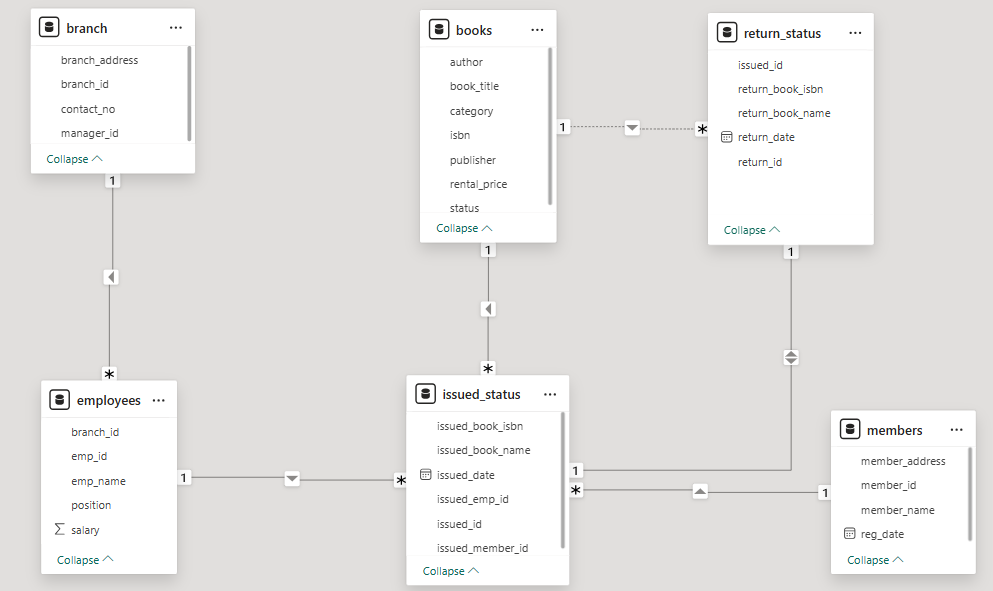 branch
branch_address
branch_id
contact_no
manager_id
Collapse
books
author
book_title
category
isbn
publisher
rental_price
status
Collapse
return_status
issued_id
return_book_isbn
return_book_name
return_date
return_id
Collapse
1
*
1
1
1
*
*
employees
branch_id
emp_id
emp_name
position
salary
Collapse
1
*
issued_status
issued_book_isbn
issued_book_name
issued_date
issued_emp_id
issued_id
issued_member_id
Collapse
1
*
1
members
member_address
member_id
member_name
reg_date
Collapse